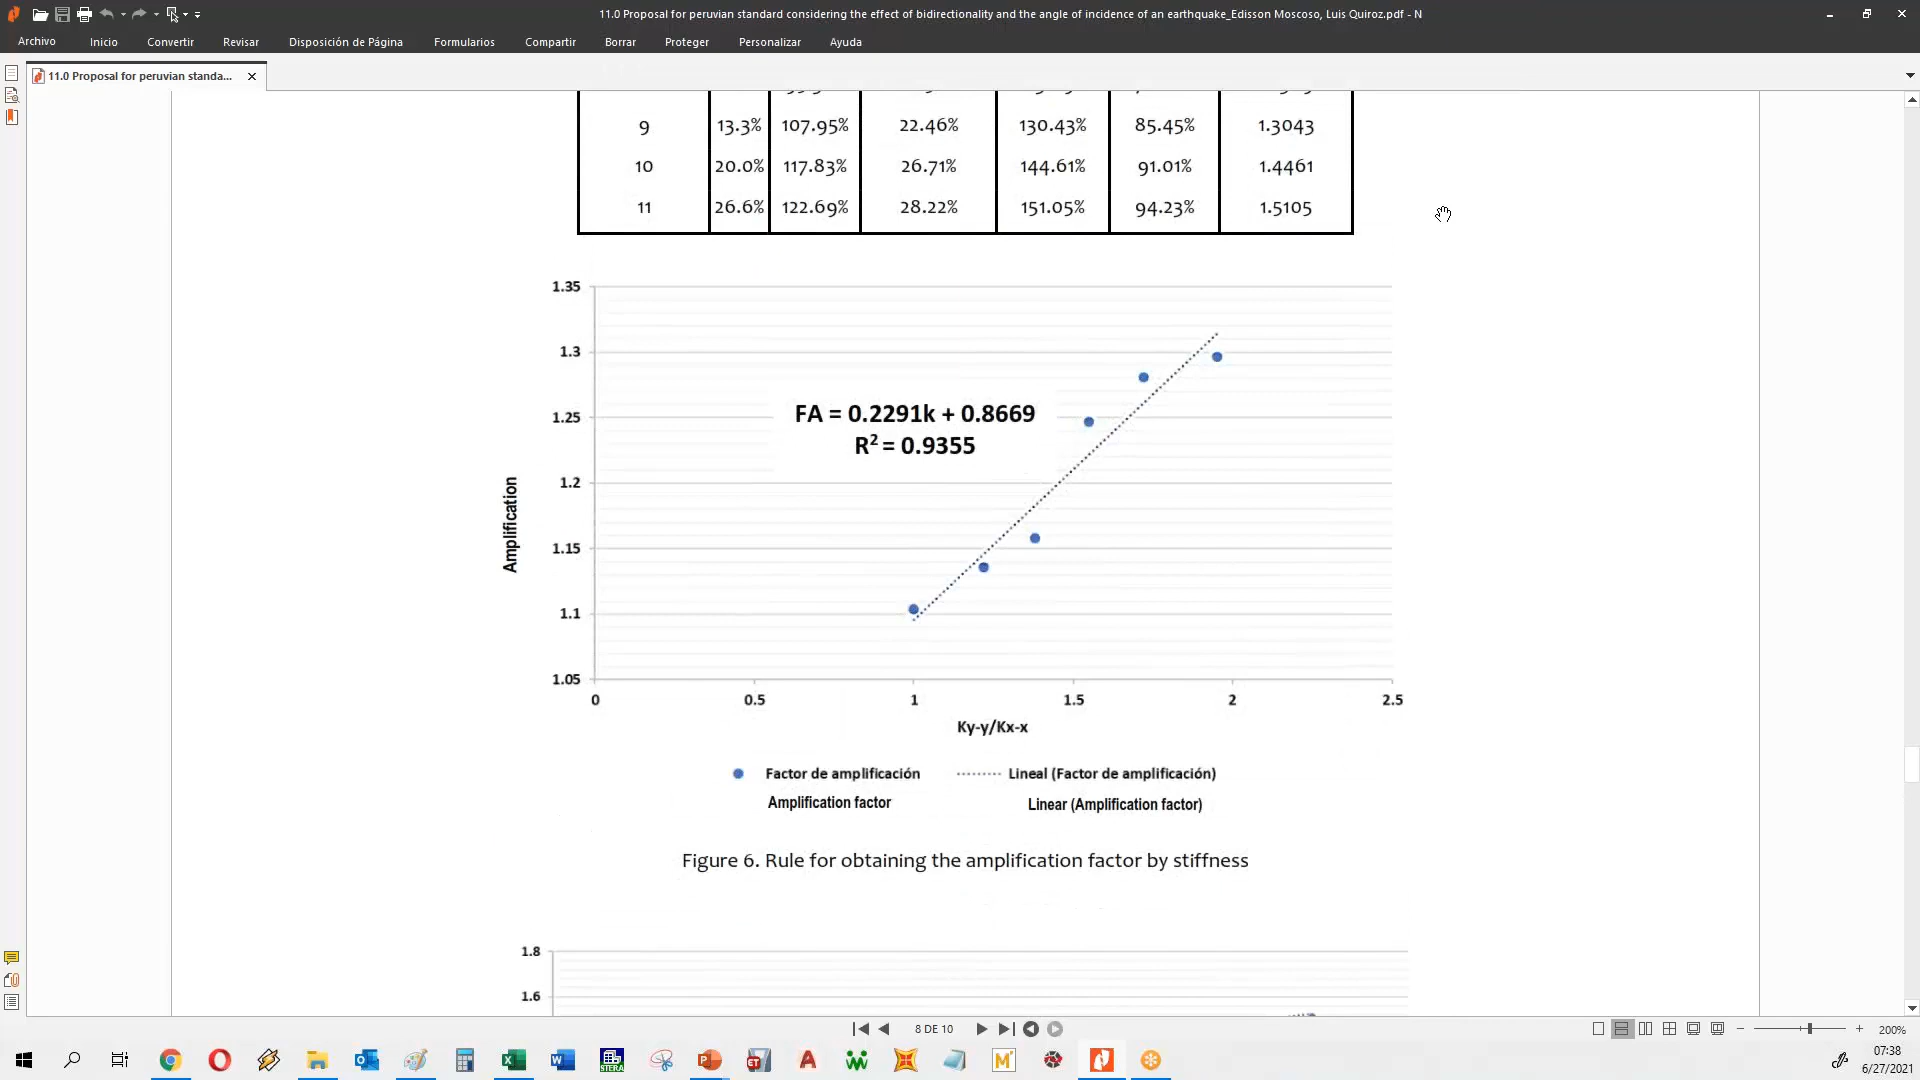 11.0 Proposal for peruvian standard considering the effect of bidirectionality and the angle of incidence of an earthquake_Edisson Moscoso, Luis Quiroz.pdf - N
Archivo Inicio Convertir Revisar Disposición de Página Formularios Compartir Borrar Proteger Personalizar Ayuda
11.0 Proposal for peruvian standa...
9 13.3% 107.95% 22.46% 130.43% 85.45% 1.3043
10 20.0% 117.83% 26.71% 144.61% 91.01% 1.4461
11 26.6% 122.69% 28.22% 151.05% 94.23% 1.5105
1.35
1.3
FA = 0.2291k + 0.8669
1.25
R² = 0.9355
1.2
Amplification
1.15
1.1
1.05
0 0.5 1 1.5 2 2.5
Ky-y/Kx-x
Factor de amplificación Lineal (Factor de amplificación)
Amplification factor Linear (Amplification factor)
Figure 6. Rule for obtaining the amplification factor by stiffness
1.8
1.6
8 DE 10
200%
STERA
ET
07:38
6/27/2021